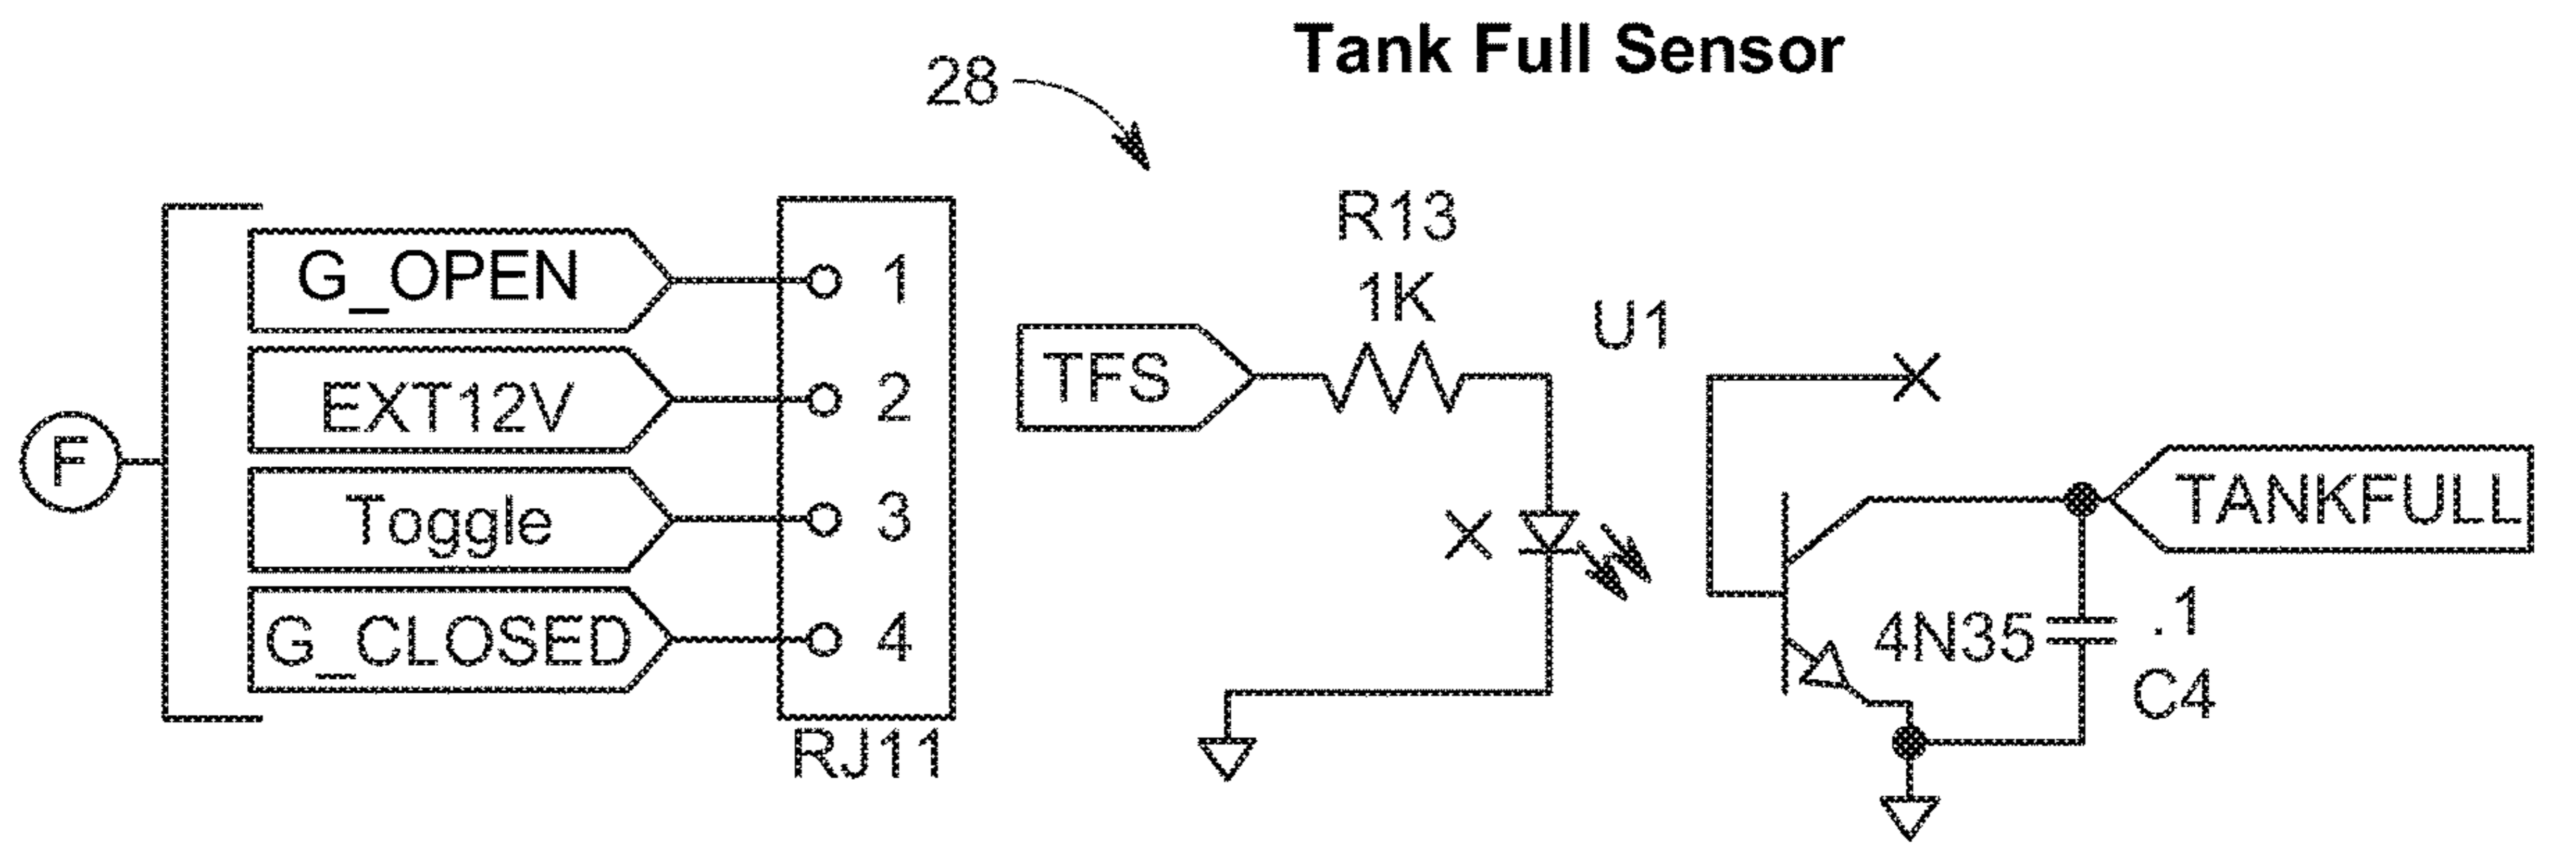 Tank Full Sensor
28
F
G_OPEN
1
EXT12V
2
Toggle
3
G_CLOSED
4
RJ11
TFS
R13
1K
U1
TANKFULL
4N35
.1
C4